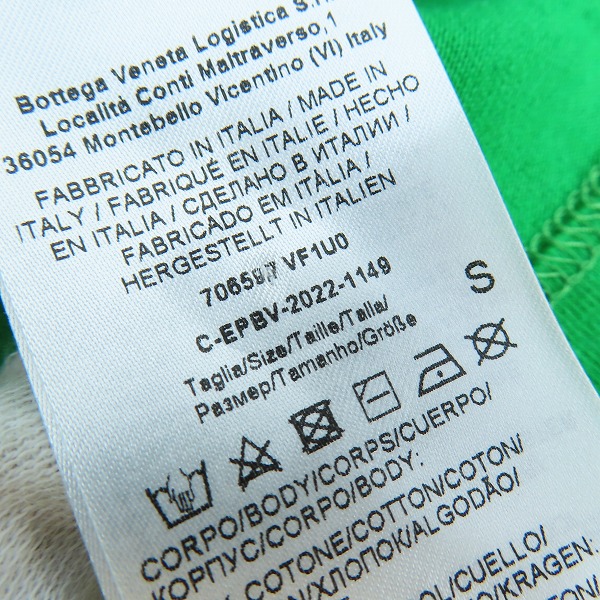 Bottega Veneta Logistica
Località Conti Maltraverso,1
36054 Montebello Vicentino (VI) Italy
FABBRICATO IN ITALIA / MADE IN
ITALY / FABRIQUÉ EN ITALIE / HECHO
EN ITALIA / СДЕЛАНО В ИТАЛИИ /
FABRICADO EM ITÁLIA /
HERGESTELLT IN ITALIEN
VF1U0
C-EPBV-2022-1149
Taglia/Size/Taille/Talla/
Размер/Tamanho/Größe
S
CORPO/BODY/CORPS/CUERPO/
КОРПУС/CORPO/BODY:
COTONE/COTTON/COTON/
/ХЛОПОК/ALGODÃO/
/CUELLO/
/KRAGEN: